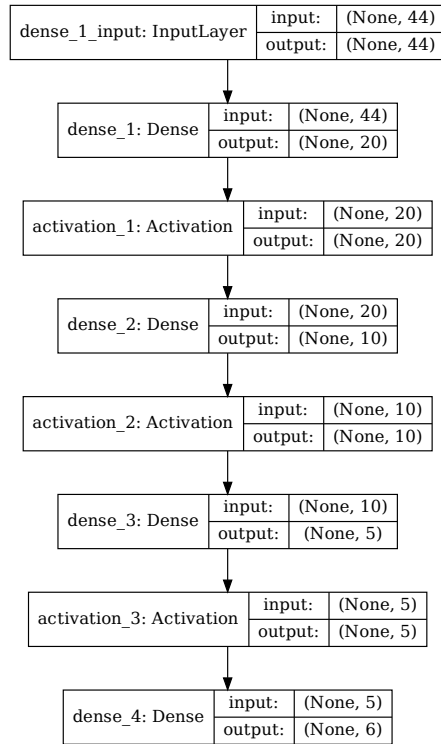 dense_1_input: InputLayer
input: (None, 44)
output: (None, 44)
dense_1: Dense
input: (None, 44)
output: (None, 20)
activation_1: Activation
input: (None, 20)
output: (None, 20)
dense_2: Dense
input: (None, 20)
output: (None, 10)
activation_2: Activation
input: (None, 10)
output: (None, 10)
dense_3: Dense
input: (None, 10)
output: (None, 5)
activation_3: Activation
input: (None, 5)
output: (None, 5)
dense_4: Dense
input: (None, 5)
output: (None, 6)